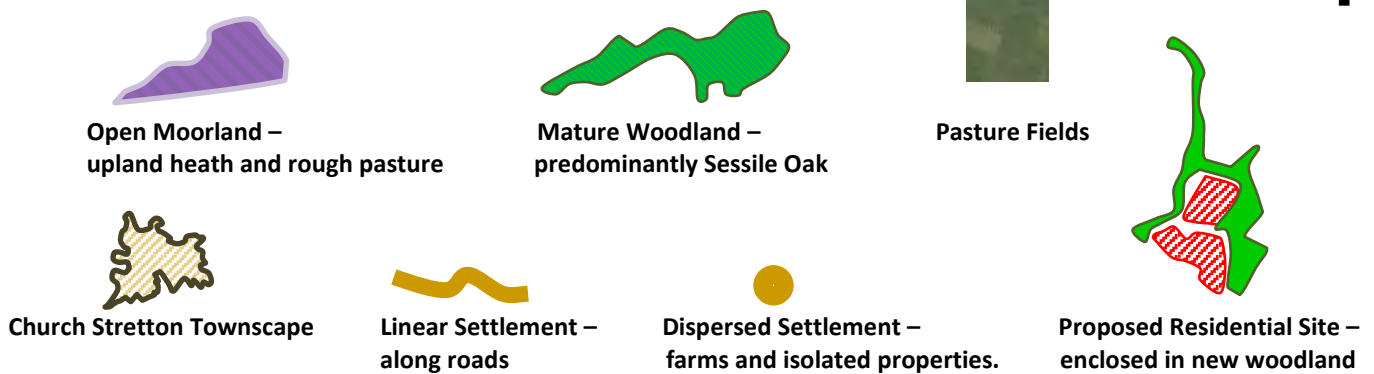 Open Moorland –
upland heath and rough pasture
Mature Woodland –
predominantly Sessile Oak
Pasture Fields
Church Stretton Townscape
Linear Settlement –
along roads
Dispersed Settlement –
farms and isolated properties.
Proposed Residential Site –
enclosed in new woodland